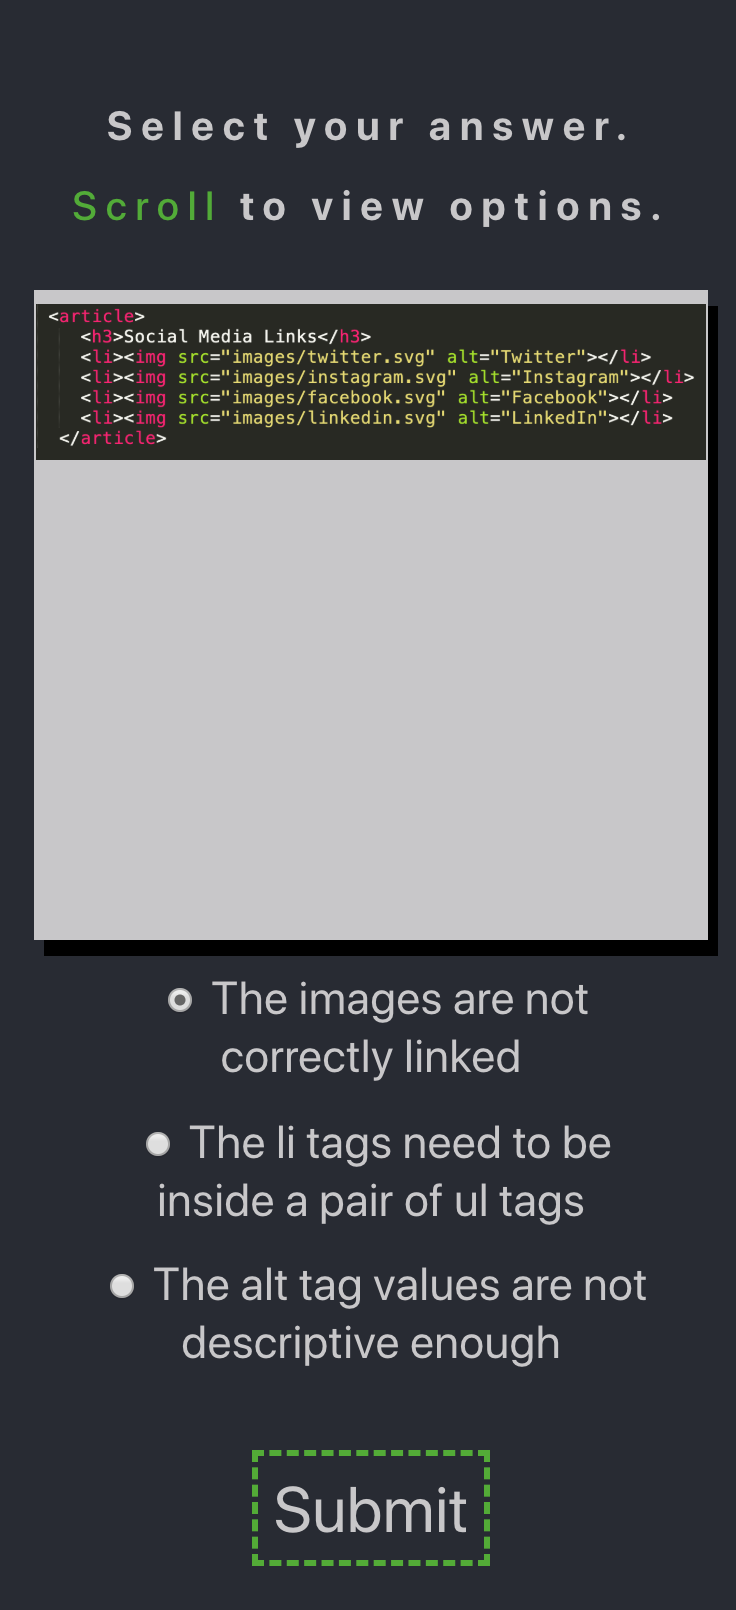 Select your answer.
Scroll to view options.
<article>
<h3>Social Media Links</h3>
<li><img src="images/twitter.svg" alt="Twitter"></li>
<li><img src="images/instagram.svg" alt="Instagram"></li>
<li><img src="images/facebook.svg" alt="Facebook"></li>
<li><img src="images/linkedin.svg" alt="LinkedIn"></li>
</article>
The images are not
correctly linked
The li tags need to be
inside a pair of ul tags
The alt tag values are not
descriptive enough
Submit